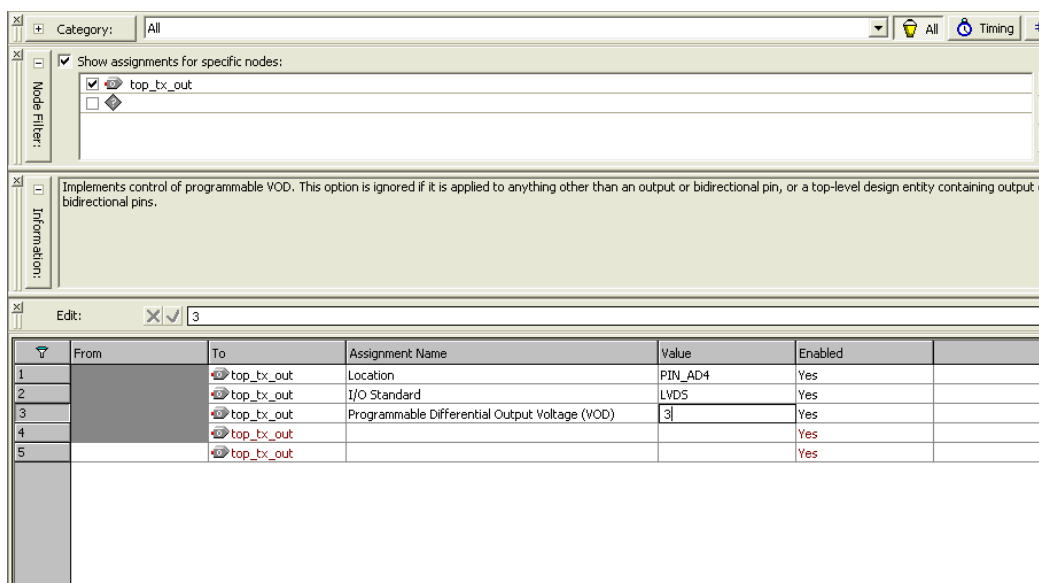 Category: All All Timing
Show assignments for specific nodes:
top_tx_out
Node Filter:
Implements control of programmable VOD. This option is ignored if it is applied to anything other than an output or bidirectional pin, or a top-level design entity containing output
bidirectional pins.
Information:
Edit: 3
From To Assignment Name Value Enabled
1 top_tx_out Location PIN_AD4 Yes
2 top_tx_out I/O Standard LVDS Yes
3 top_tx_out Programmable Differential Output Voltage (VOD) 3 Yes
4 top_tx_out Yes
5 top_tx_out Yes